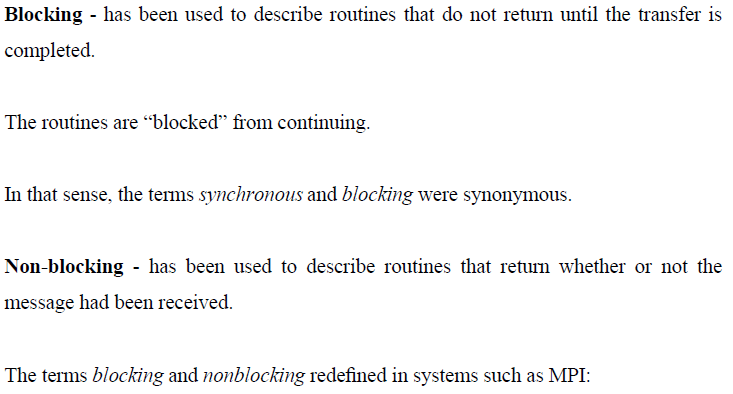 Blocking - has been used to describe routines that do not return until the transfer is
completed.
The routines are “blocked” from continuing.
In that sense, the terms synchronous and blocking were synonymous.
Non-blocking - has been used to describe routines that return whether or not the
message had been received.
The terms blocking and nonblocking redefined in systems such as MPI: